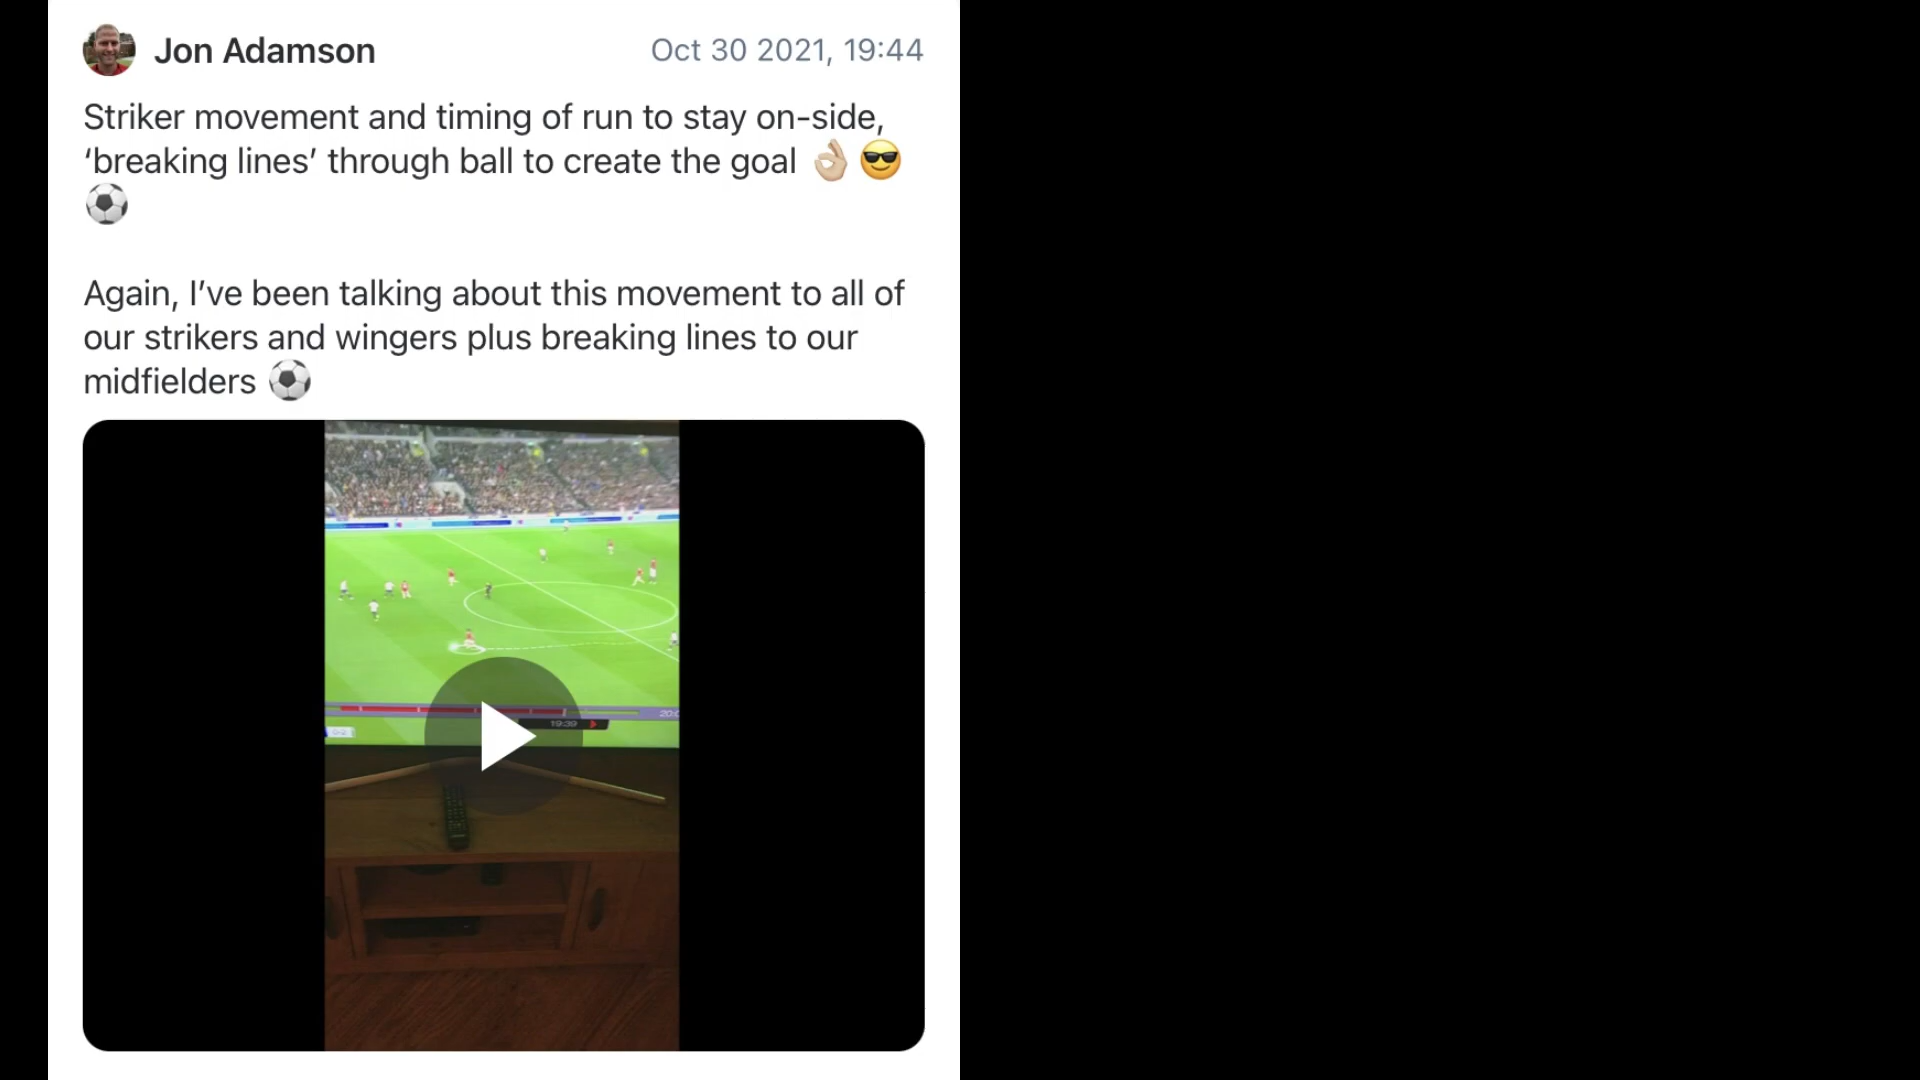 Jon Adamson
Oct 30 2021, 19:44
Striker movement and timing of run to stay on-side,
‘breaking lines’ through ball to create the goal 👌🏼😎
⚽
Again, I’ve been talking about this movement to all of
our strikers and wingers plus breaking lines to our
midfielders ⚽
19:39